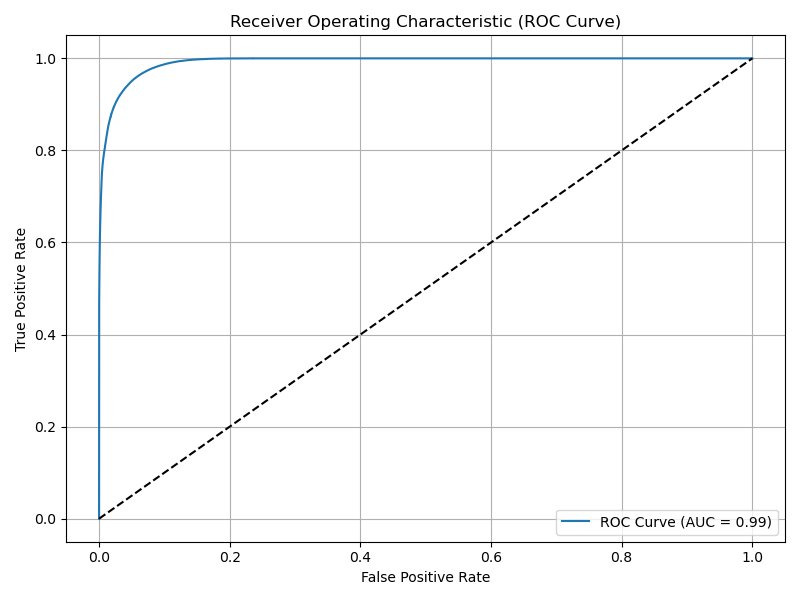 Receiver Operating Characteristic (ROC Curve)
True Positive Rate
1.0
0.8
0.6
0.4
0.2
0.0
ROC Curve (AUC = 0.99)
0.0 0.2 0.4 0.6 0.8 1.0
False Positive Rate